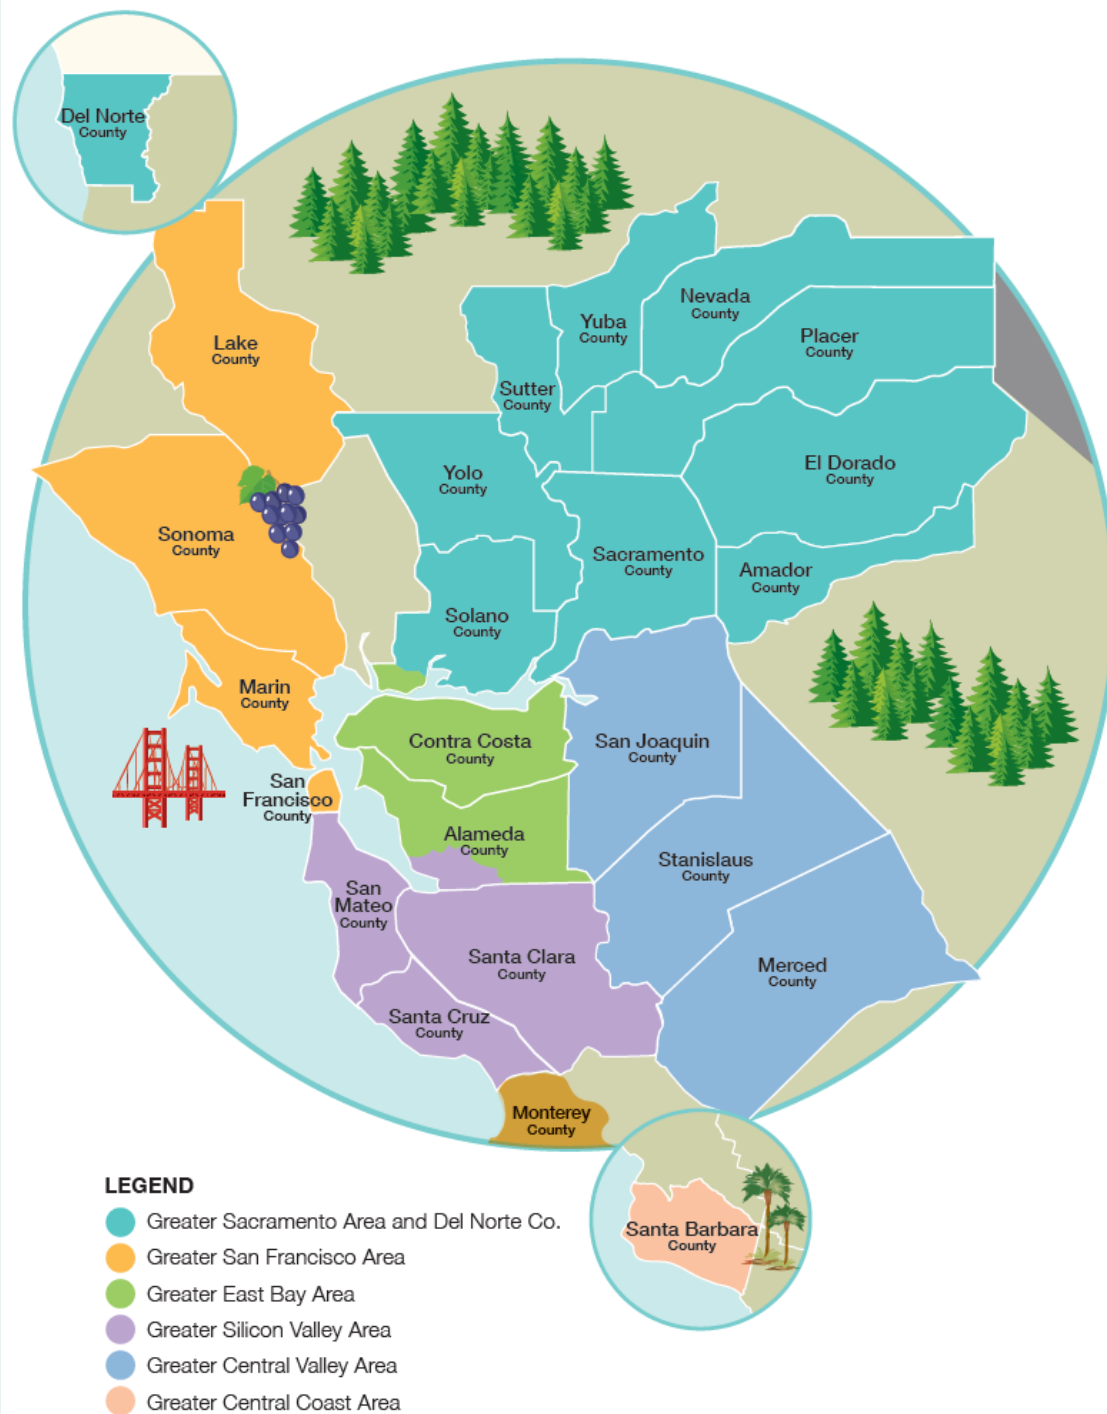 Del Norte
County
Lake
County
Yuba
County
Nevada
County
Placer
County
Sutter
County
Yolo
County
El Dorado
County
Sonoma
County
Sacramento
County
Amador
County
Solano
County
Marin
County
Contra Costa
County
San Joaquin
County
San
Francisco
County
Alameda
County
Stanislaus
County
San
Mateo
County
Santa Clara
County
Merced
County
Santa Cruz
County
Monterey
County
Santa Barbara
County
LEGEND
Greater Sacramento Area and Del Norte Co.
Greater San Francisco Area
Greater East Bay Area
Greater Silicon Valley Area
Greater Central Valley Area
Greater Central Coast Area